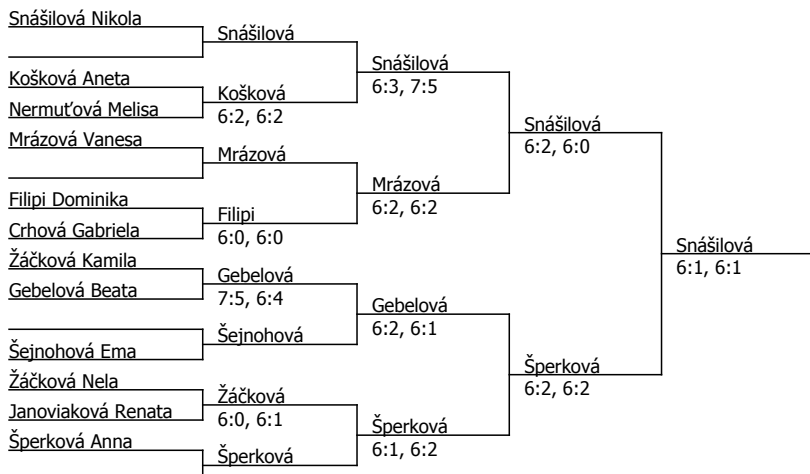 Snášilová Nikola
Košková Aneta
Nermuťová Melisa
Mrázová Vanesa
Filipi Dominika
Crhová Gabriela
Žáčková Kamila
Gebelová Beata
Šejnohová Ema
Žáčková Nela
Janoviaková Renata
Šperková Anna
Snášilová
Košková
6:2, 6:2
Mrázová
Filipi
6:0, 6:0
Gebelová
7:5, 6:4
Šejnohová
Žáčková
6:0, 6:1
Šperková
Snášilová
6:3, 7:5
Mrázová
6:2, 6:2
Gebelová
6:2, 6:1
Šperková
6:1, 6:2
Snášilová
6:2, 6:0
Šperková
6:2, 6:2
Snášilová
6:1, 6:1